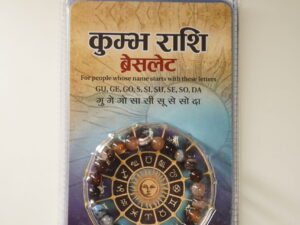 कुम्भ राशि
ब्रेसलेट
For people whose name starts with these letters
GU, GE, GO, S, SI, SU, SE, SO, DA
गु गे गो सा सी सू से सो दा